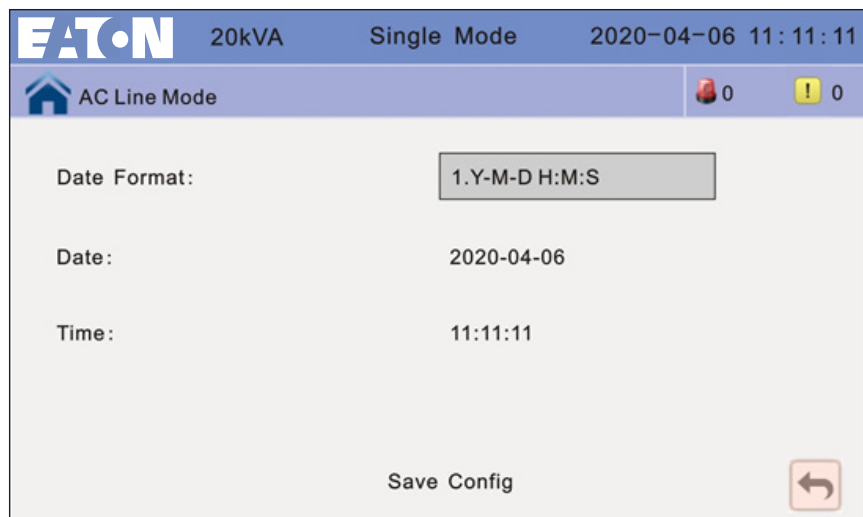 EATON 20kVA Single Mode 2020-04-06 11:11:11
AC Line Mode 0 ! 0
Date Format: 1.Y-M-D H:M:S
Date: 2020-04-06
Time: 11:11:11
Save Config